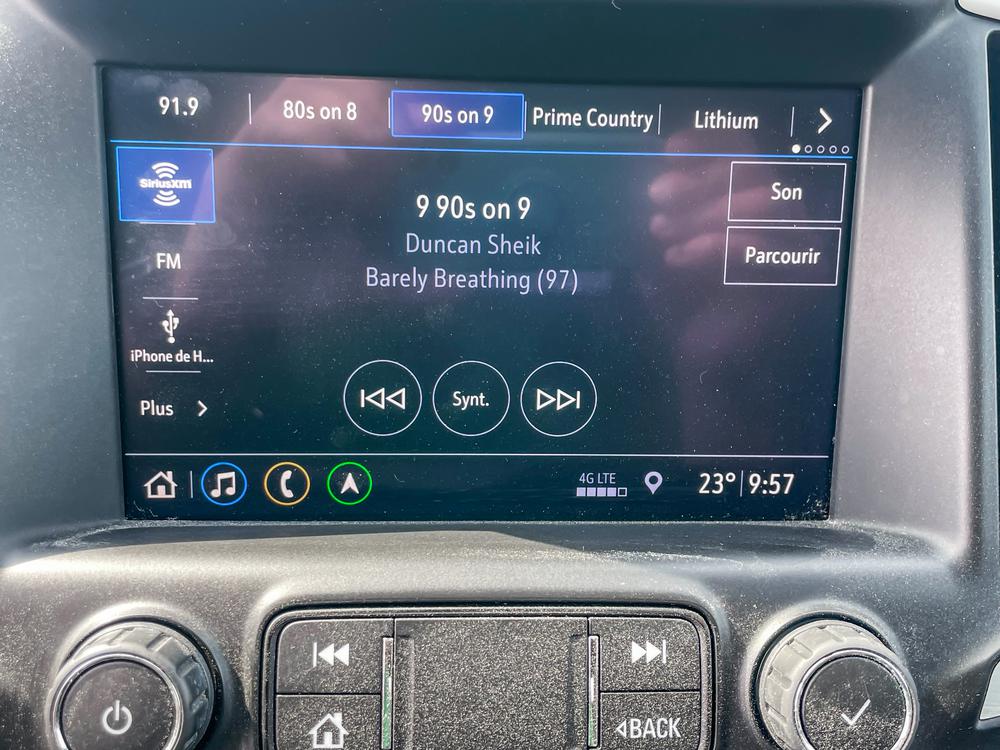 91.9
80s on 8
90s on 9
Prime Country
Lithium
SiriusXM
9 90s on 9
Son
Duncan Sheik
Parcourir
FM
Barely Breathing (97)
iPhone de H...
Plus
Synt.
4G LTE
23° 9:57
BACK